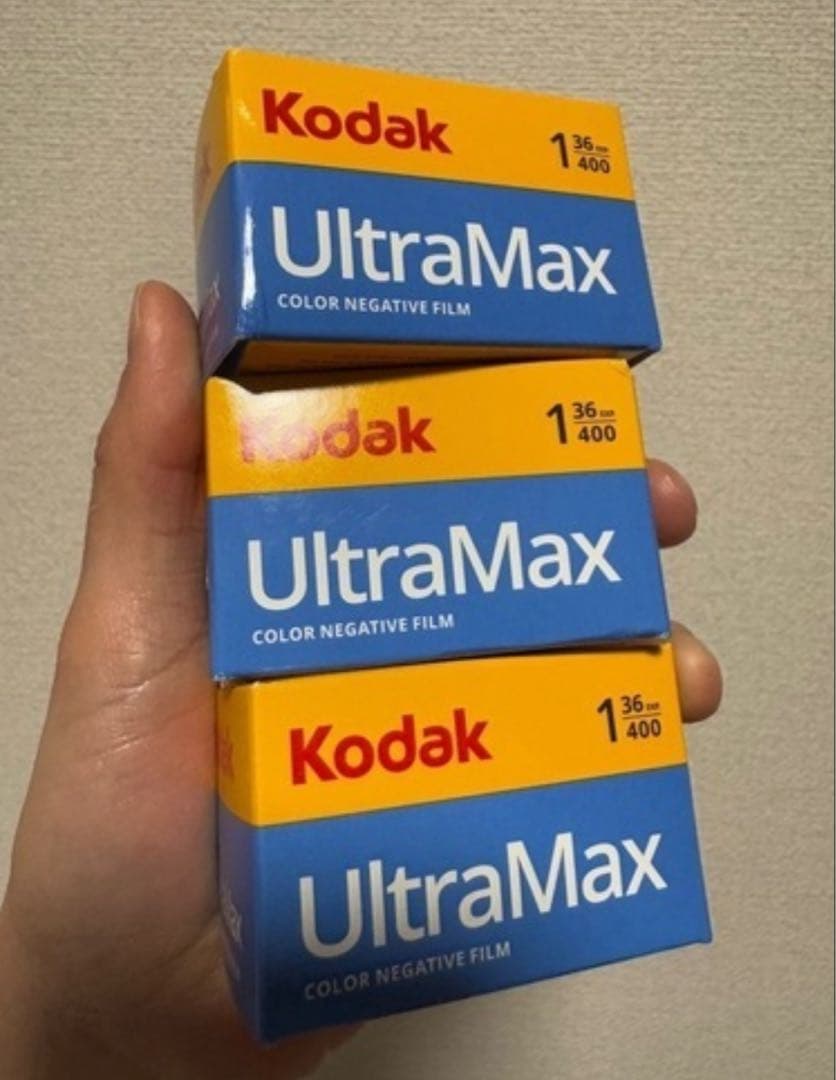 Kodak
1 36 EXP
400
UltraMax
COLOR NEGATIVE FILM
Kodak
1 36 EXP
400
UltraMax
COLOR NEGATIVE FILM
Kodak
1 36 EXP
400
UltraMax
COLOR NEGATIVE FILM